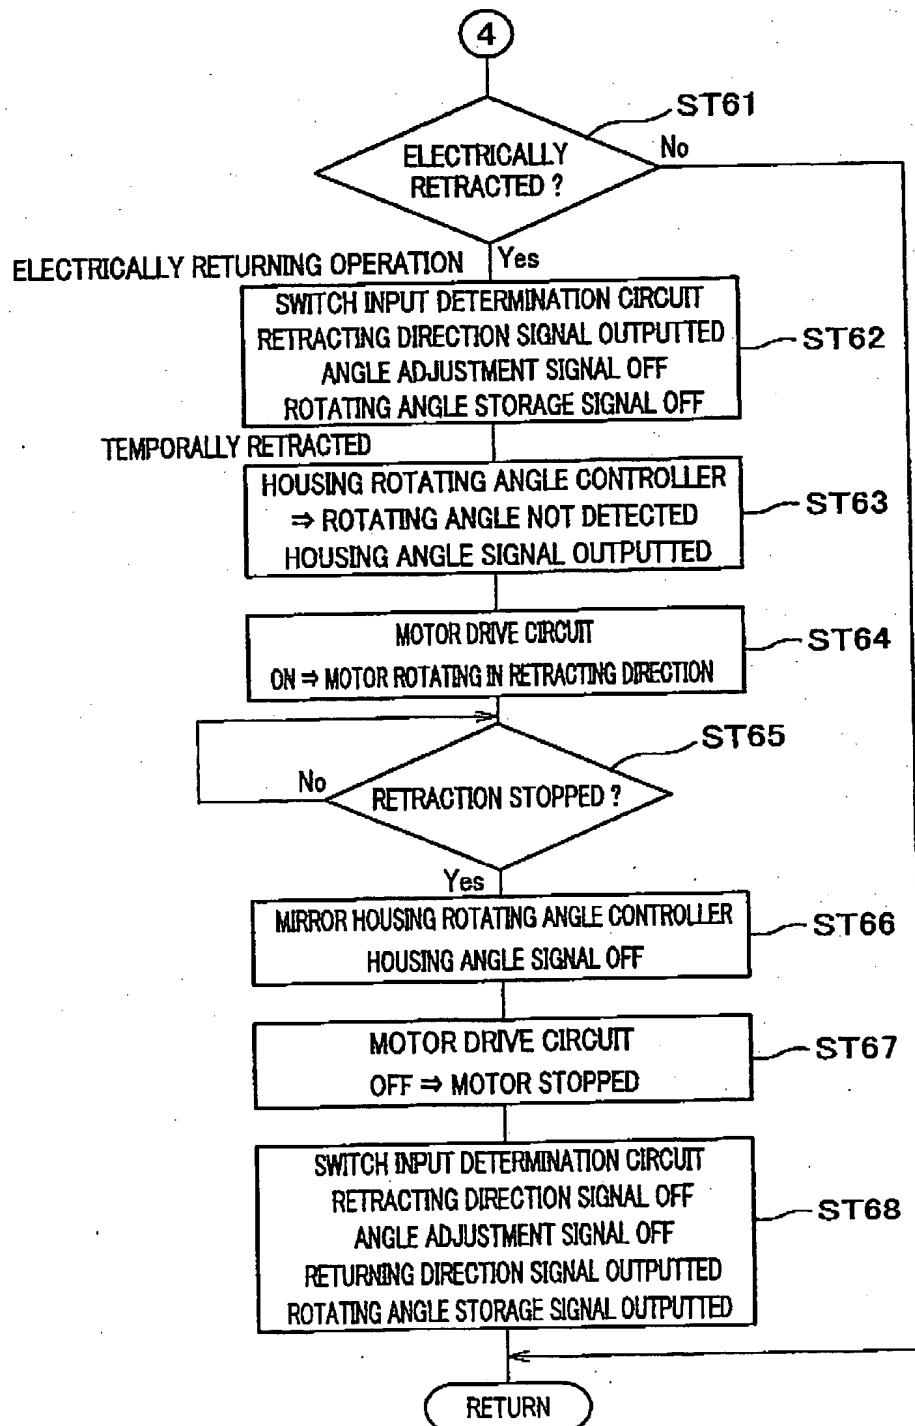 4
ST61
ELECTRICALLY
RETRACTED ?
No
ELECTRICALLY RETURNING OPERATION
Yes
SWITCH INPUT DETERMINATION CIRCUIT
RETRACTING DIRECTION SIGNAL OUTPUTTED
ANGLE ADJUSTMENT SIGNAL OFF
ROTATING ANGLE STORAGE SIGNAL OFF
ST62
TEMPORALLY RETRACTED
HOUSING ROTATING ANGLE CONTROLLER
⇒ ROTATING ANGLE NOT DETECTED
HOUSING ANGLE SIGNAL OUTPUTTED
ST63
MOTOR DRIVE CIRCUIT
ON ⇒ MOTOR ROTATING IN RETRACTING DIRECTION
ST64
ST65
No
RETRACTION STOPPED ?
Yes
MIRROR HOUSING ROTATING ANGLE CONTROLLER
HOUSING ANGLE SIGNAL OFF
ST66
MOTOR DRIVE CIRCUIT
OFF ⇒ MOTOR STOPPED
ST67
SWITCH INPUT DETERMINATION CIRCUIT
RETRACTING DIRECTION SIGNAL OFF
ANGLE ADJUSTMENT SIGNAL OFF
RETURNING DIRECTION SIGNAL OUTPUTTED
ROTATING ANGLE STORAGE SIGNAL OUTPUTTED
ST68
RETURN